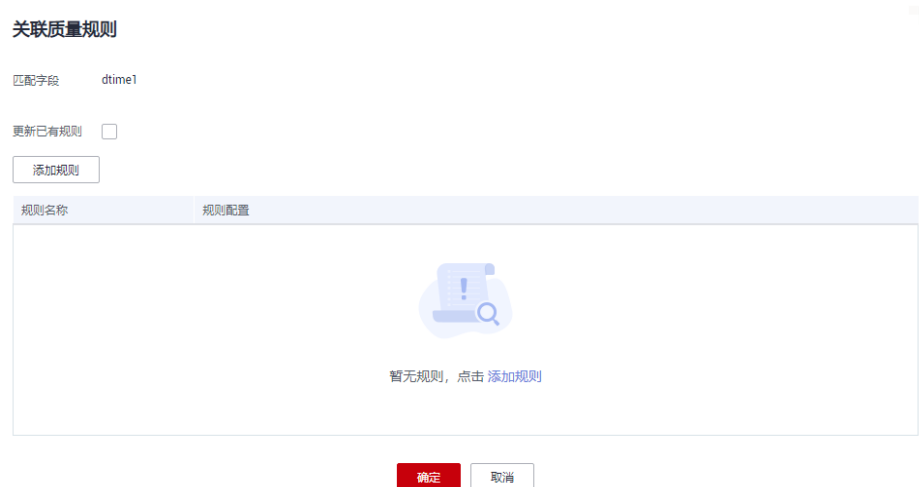 关联质量规则
匹配字段 dtime1
更新已有规则
添加规则
规则名称 规则配置
暂无规则，点击 添加规则
确定 取消